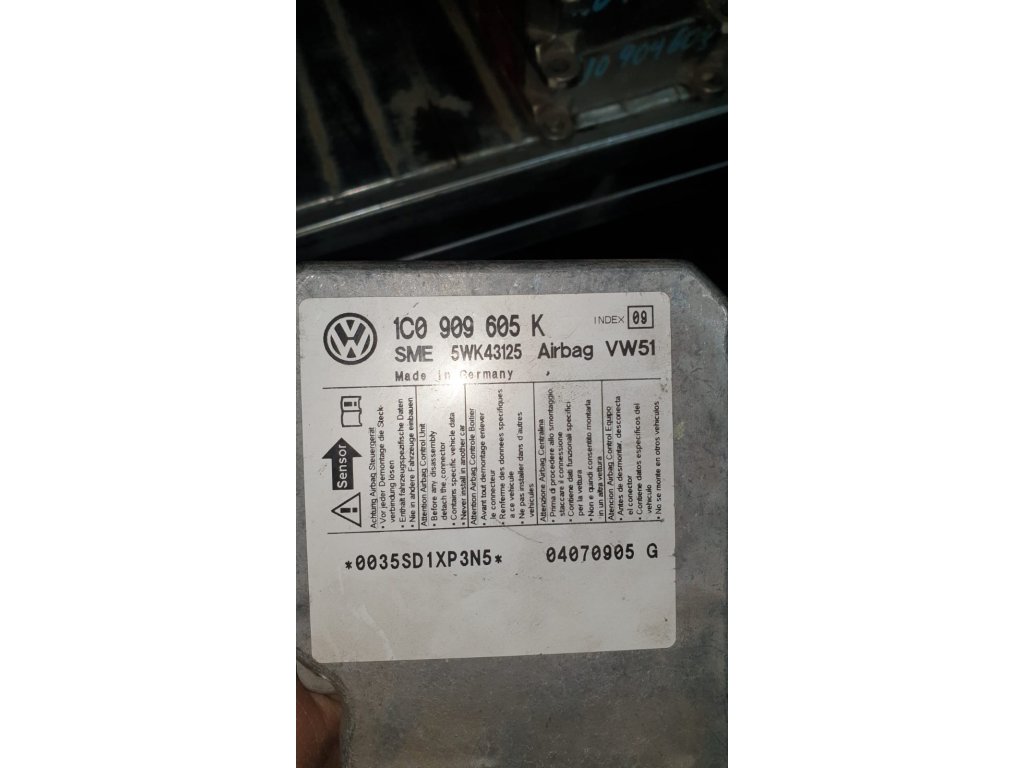 10 904 603
1C0 909 605 K
INDEX 09
SME 5WK43125 Airbag VW51
Made in Germany
Sensor
Achtung Airbag Steuergerät
• Vor jeder Demontage die Steck-
verbindung lösen
• Enthält fahrzeugspezifische Daten
• Nie in andere Fahrzeuge einbauen
Attention Airbag Control Unit
• Before any disassembly
detach the connector
• Contains specific vehicle data
• Never install in another car
Attention Airbag Controle Boitier
• Avant tout demontage enlever
le connecteur
• Renferme des données specifiques
a ce vehicule
• Ne pas installer dans d'autres
vehicules
Attenzione Airbag Centralina
• Prima di procedere allo smontaggio
staccare la connessione
• Contiene dati funzionali specifici
per la vettura
• Non e quindi consentito montarla
in un altra vettura
Atencion Airbag Control Equipo
• Antes de desmontar, desconecta
el connector
• Contiene datos especificos del
vehiculo
• No se monte en otros vehiculos
*0035SD1XP3N5* 04070905 G